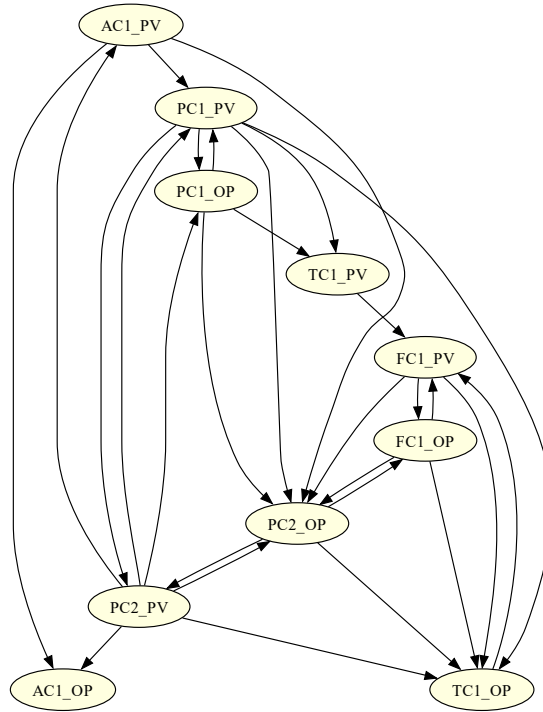 AC1_PV
PC1_PV
PC1_OP
TC1_PV
FC1_PV
FC1_OP
PC2_OP
PC2_PV
AC1_OP
TC1_OP